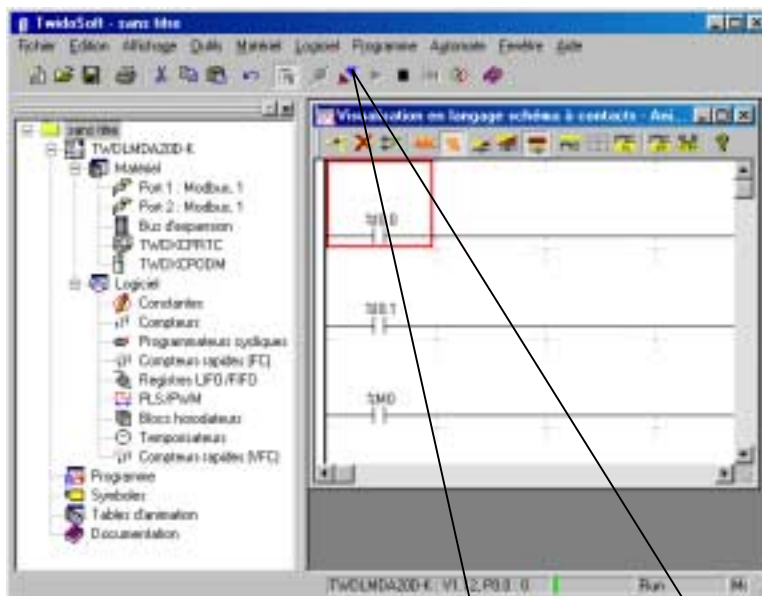 TwidoSoft - sans titre
Fichier Edition Affichage Outils Matériel Logiciel Programme Automate Fenêtre Aide
Visualisation en langage schéma à contacts - Ani...
sans titre
TWDLMDA20D-K
Matériel
Port 1 : Modbus, 1
Port 2 : Modbus, 1
Bus d'expansion
TWDXCPRTC
TWDXCPODM
Logiciel
Constantes
Compteurs
Programmateurs cycliques
Compteurs rapides (FC)
Registres LIFO/FIFO
PLS/PWM
Blocs horodateurs
Temporisateurs
Compteurs rapides (VFC)
Programme
Symboles
Tables d'animation
Documentation
%I0.0
%I0.1
%M0
TWDLMDA20D-K : Run